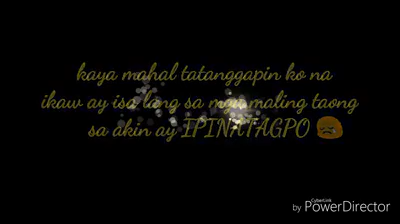 kaya mahal tatanggapin ko na
ikaw ay isa lang sa mga maling taong
sa akin ay IPINATAGPO
CyberLink
by PowerDirector